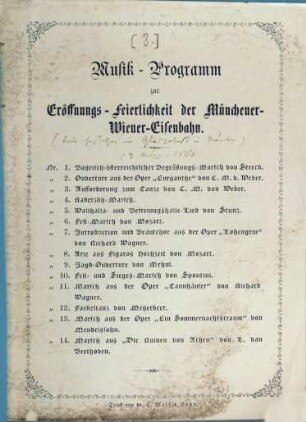 [8.]
Musik-Programm
zur
Eröffnungs-Feierlichkeit der Münchener-
Wiener-Eisenbahn.
Nr. 1. Bayerisch-österreichischer Begrüßungs-Marsch von Streck.
„ 2. Ouverture aus der Oper „Euryanthe“ von C. M. v. Weber.
„ 3. Aufforderung zum Tanze von C. M. von Weber.
„ 4. Radetzky-Marsch.
„ 5. Walhalla- und Befreiungshalle-Lied von Stunz.
„ 6. Fest-Marsch von Mozart.
„ 7. Introduction und Brautchor aus der Oper „Lohengrin“
von Richard Wagner.
„ 8. Arie aus Figaros Hochzeit von Mozart.
„ 9. Jagd-Ouverture von Mehul.
„ 10. Fest- und Sieges-Marsch von Spontini.
„ 11. Marsch aus der Oper „Tannhäuser“ von Richard
Wagner.
„ 12. Fackeltanz von Meyerbeer.
„ 13. Marsch aus der Oper „Ein Sommernachtstraum“ von
Mendelssohn.
„ 14. Marsch aus „Die Ruinen von Athen“ von L. van
Beethoven.
Druck von Dr. C. Wolf &